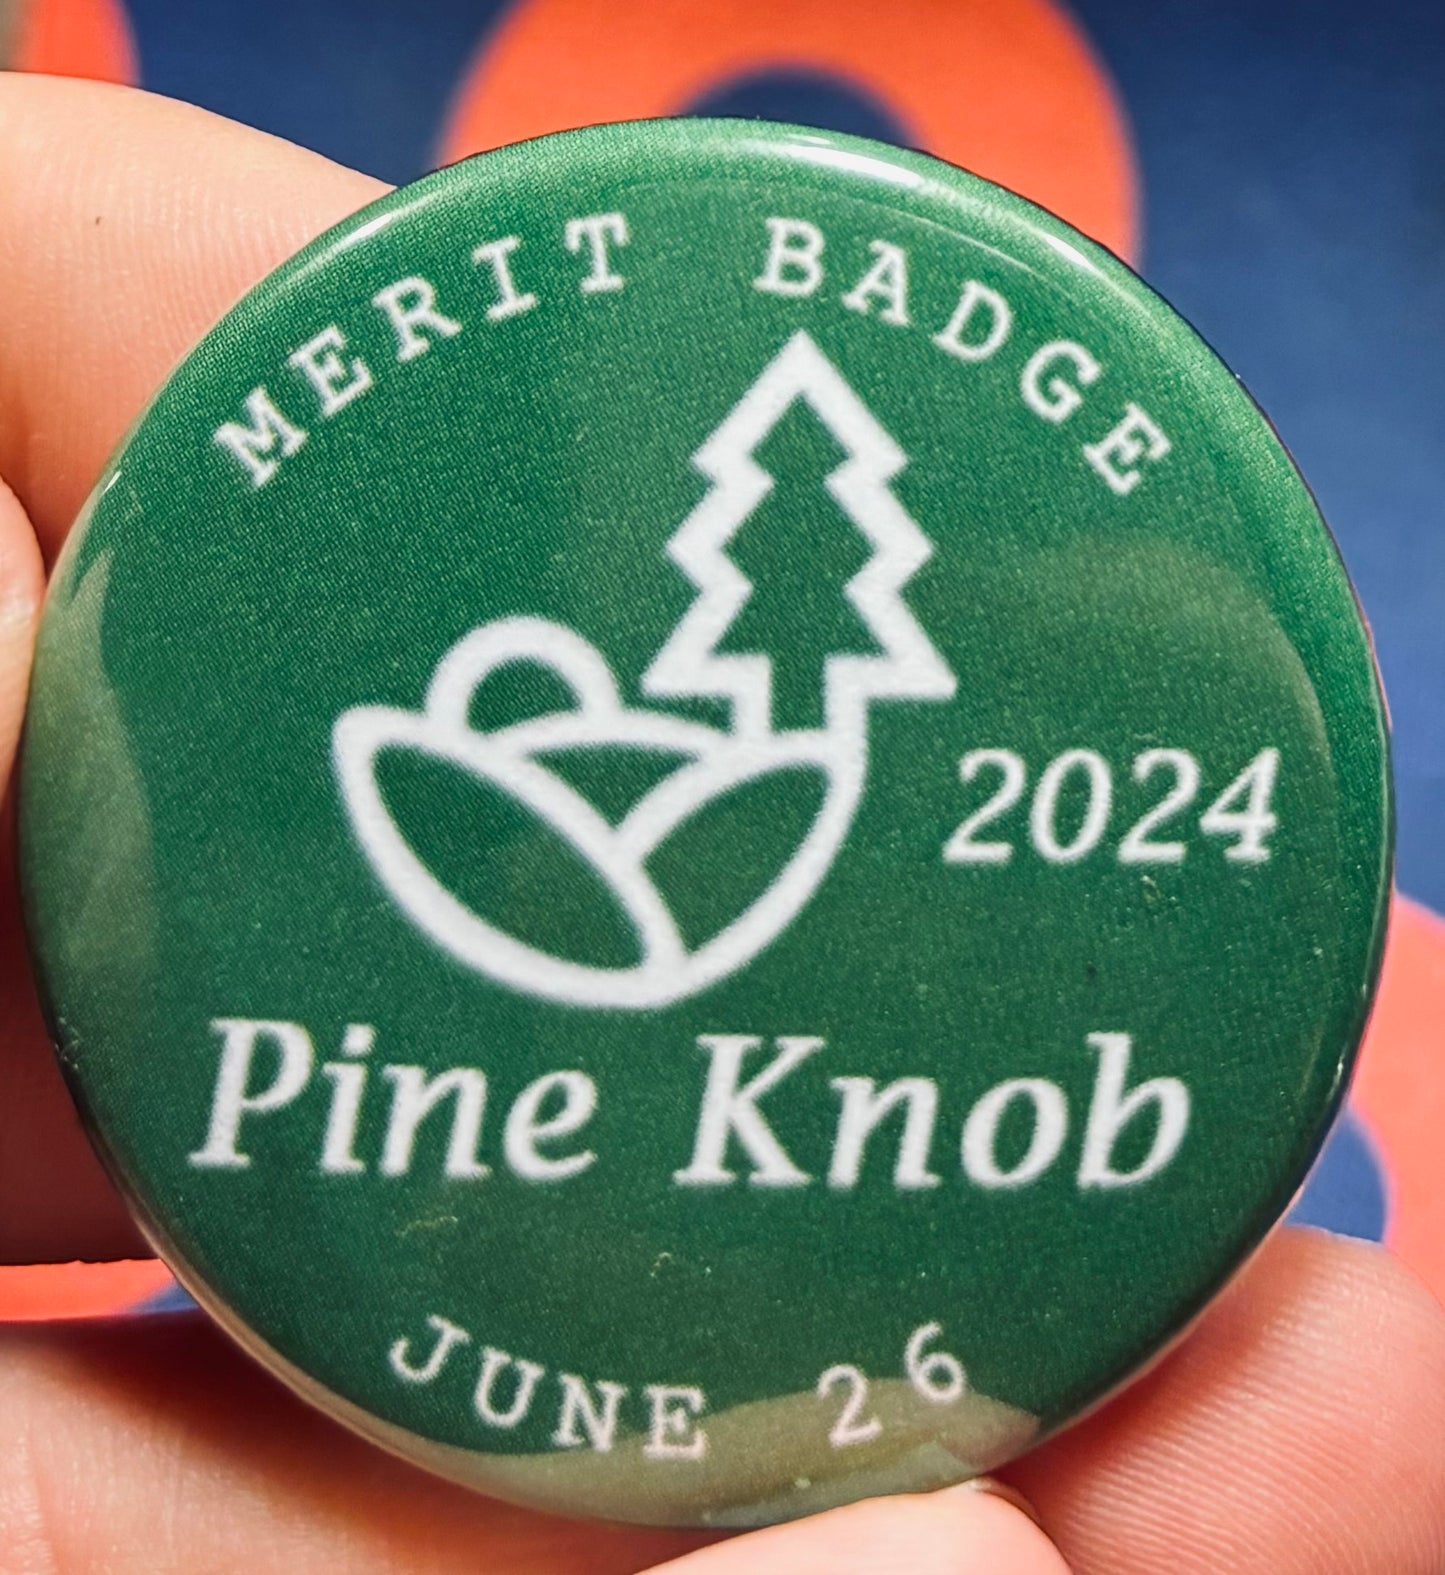 MERIT BADGE
2024
Pine Knob
JUNE 26